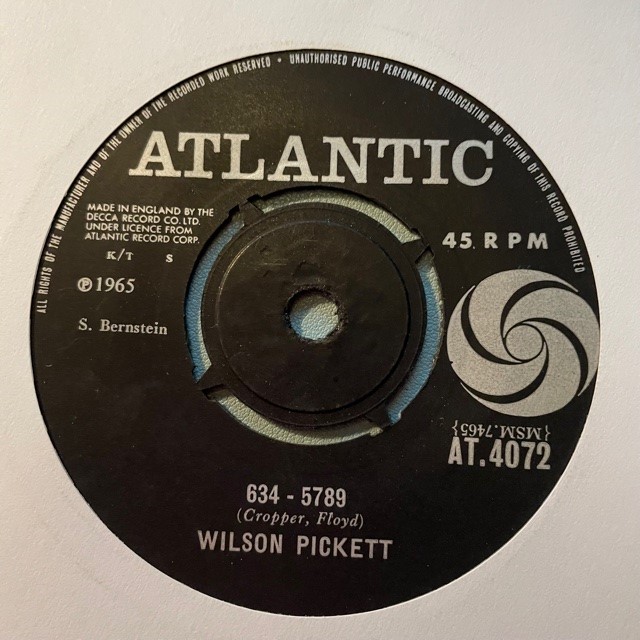 ALL RIGHTS OF THE MANUFACTURER AND OF THE OWNER OF THE RECORDED WORK RESERVED • UNAUTHORISED PUBLIC PERFORMANCE BROADCASTING AND COPYING OF THIS RECORD PROHIBITED
ATLANTIC
MADE IN ENGLAND BY THE
DECCA RECORD CO. LTD.
UNDER LICENCE FROM
ATLANTIC RECORD CORP.
K/T S
℗1965
S. Bernstein
45. RPM
{MSM.7465}
AT.4072
634 - 5789
(Cropper, Floyd)
WILSON PICKETT